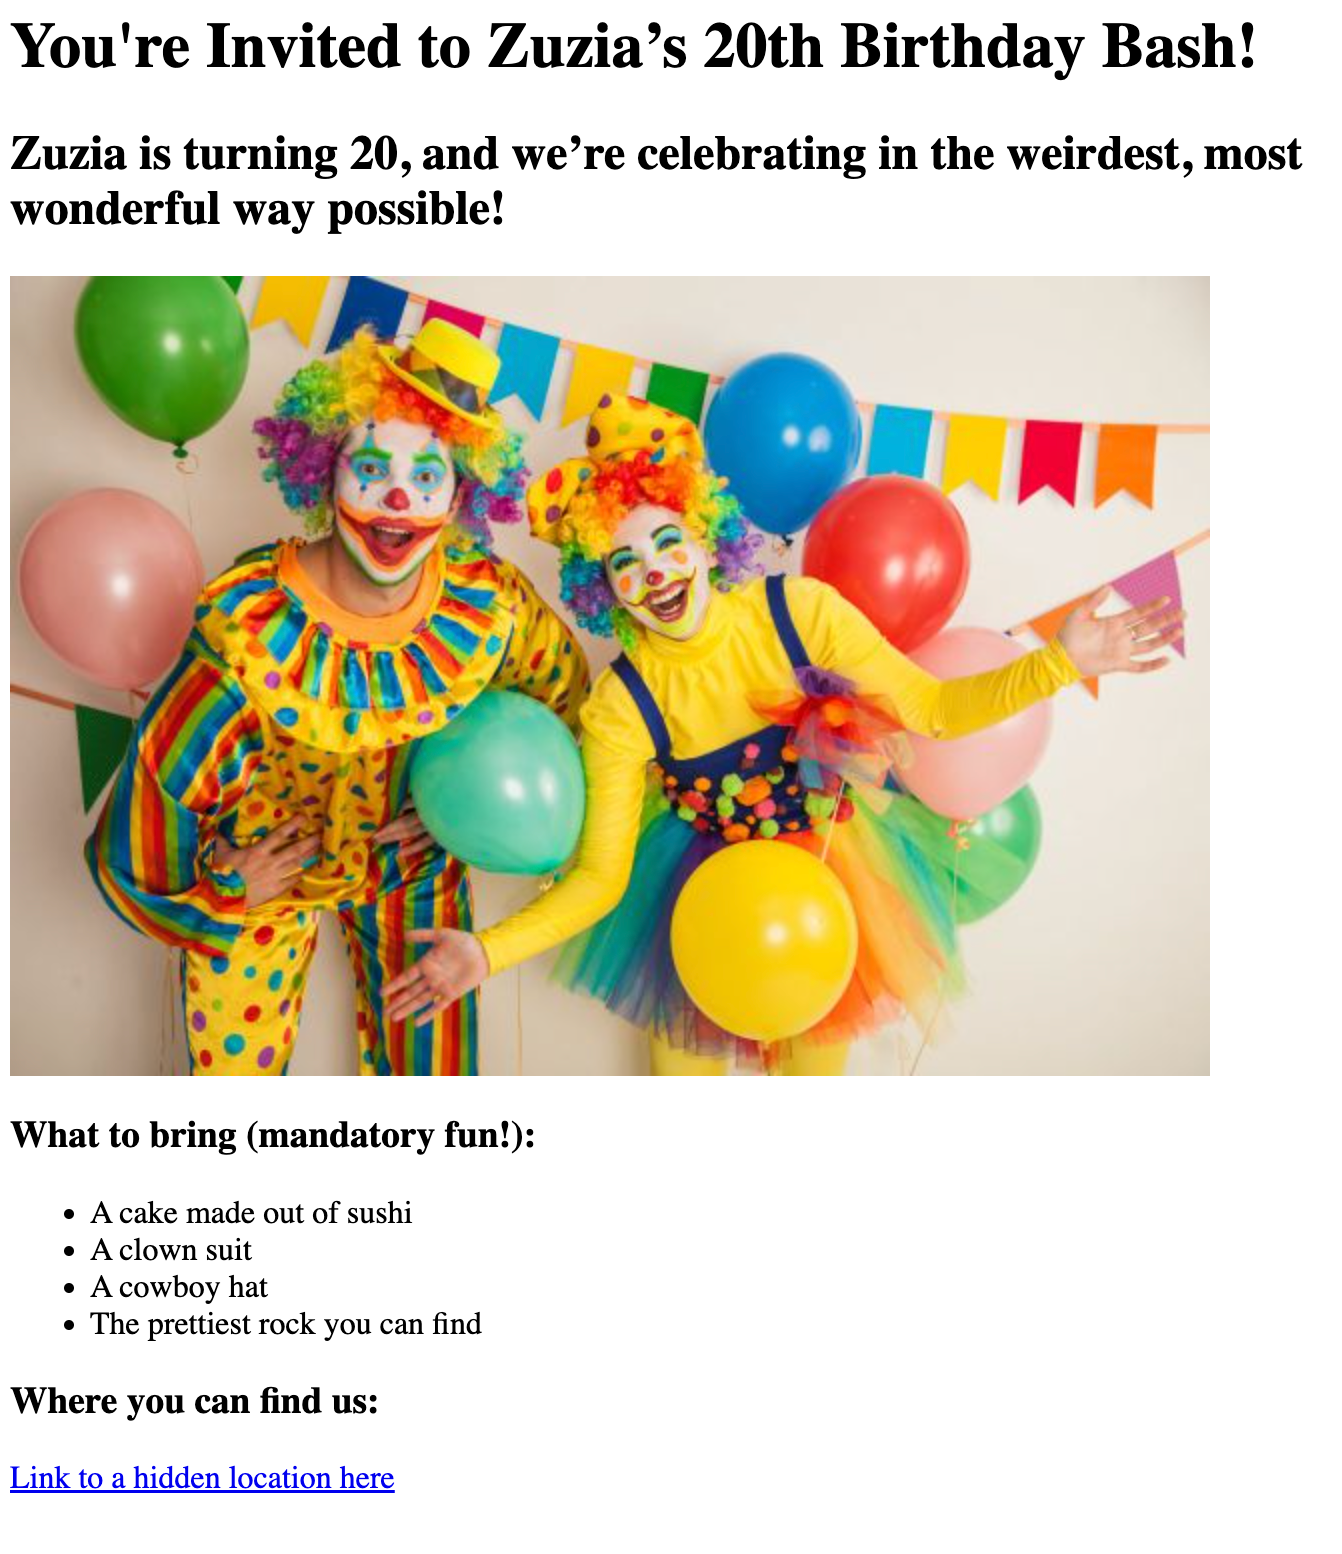 You're Invited to Zuzia’s 20th Birthday Bash!
Zuzia is turning 20, and we’re celebrating in the weirdest, most
wonderful way possible!
What to bring (mandatory fun!):
• A cake made out of sushi
• A clown suit
• A cowboy hat
• The prettiest rock you can find
Where you can find us:
Link to a hidden location here